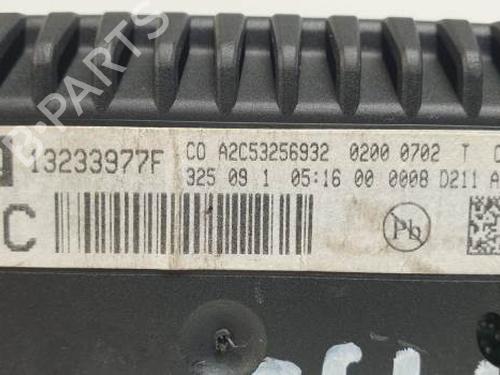 13233977F CO A2C53256932 0200 0702 T
325 09 1 05:16 00 0008 D211 A
C
Pb
B-PARTS